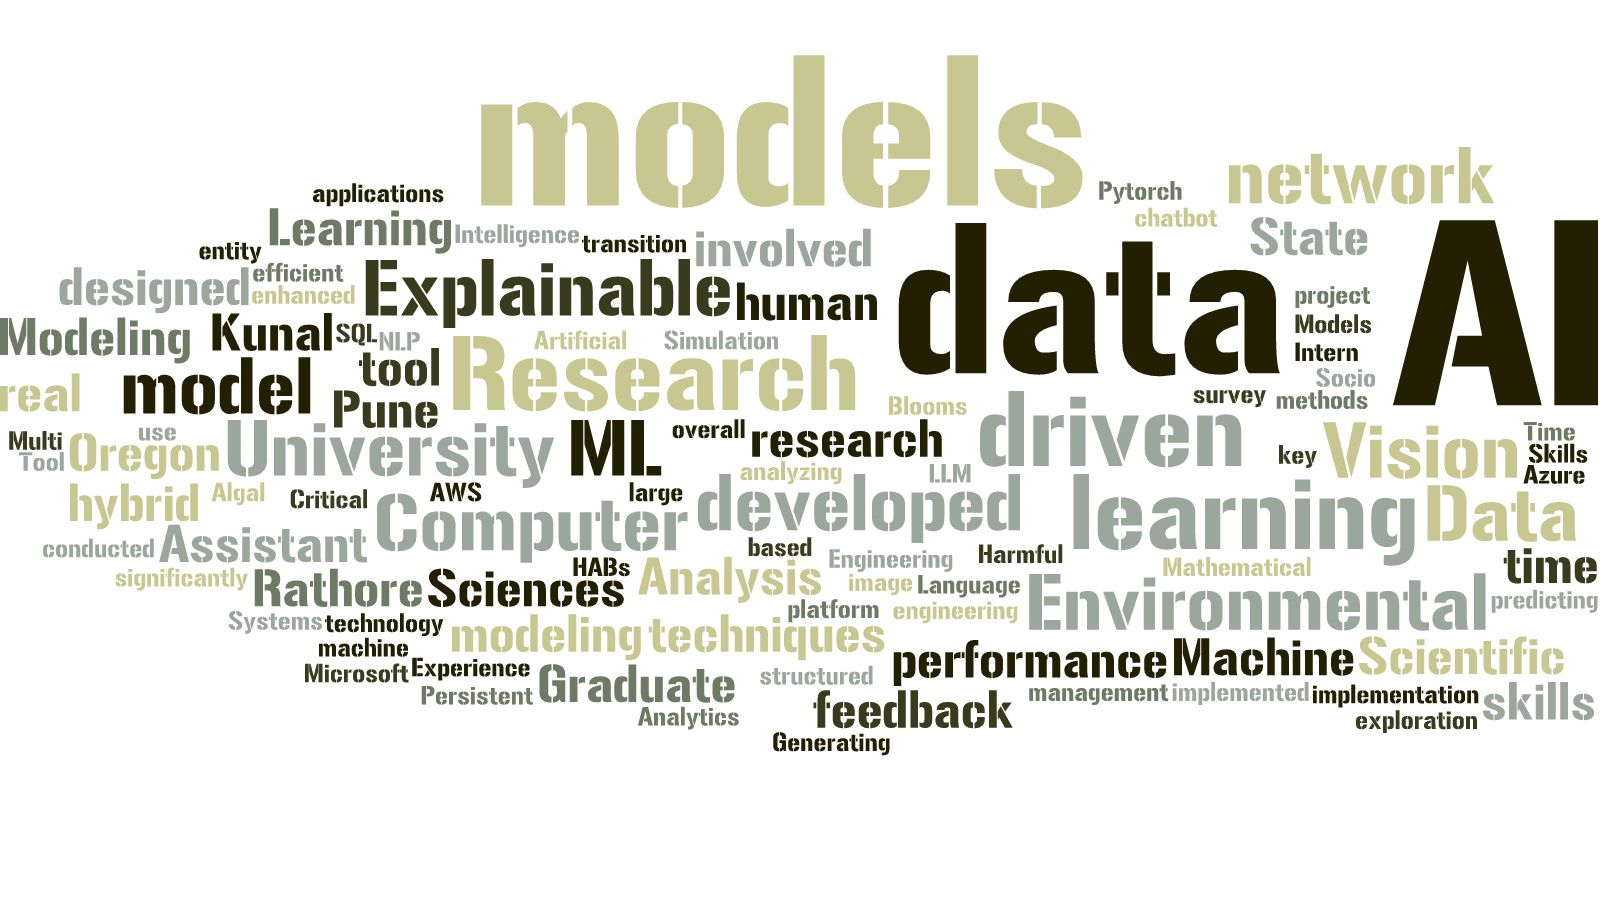 models
applications
Pytorch
network
chatbot
Learning
Intelligence
transition
involved
State
entity
efficient
designed
enhanced
Explainable
human
data
AI
project
Models
Modeling
Kunal
SQL
NLP
Artificial
Simulation
Intern
tool
Research
real
model
Pune
Socio
survey
methods
Blooms
driven
Multi
Tool
use
Oregon
University
ML
overall
research
key
Vision
Time
Skills
Azure
analyzing
LLM
hybrid
Algal
Critical
AWS
large
developed
learning
Data
Computer
conducted
Assistant
based
Engineering
Harmful
Mathematical
time
significantly
Rathore
Sciences
HABs
Analysis
image
Language
Environmental
predicting
platform
engineering
Systems
technology
modeling
techniques
machine
performance
Machine
Scientific
Microsoft
Experience
Graduate
structured
Persistent
management
implemented
implementation
skills
Analytics
feedback
exploration
Generating